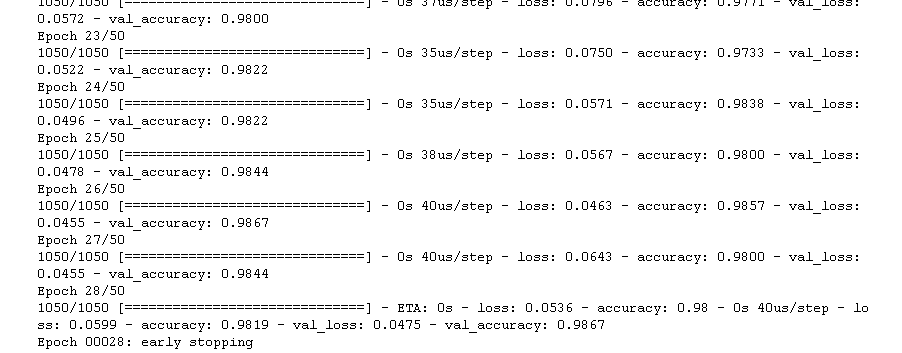 1050/1050 [==============================] - 0s 37us/step - loss: 0.0796 - accuracy: 0.9771 - val_loss:
0.0572 - val_accuracy: 0.9800
Epoch 23/50
1050/1050 [==============================] - 0s 35us/step - loss: 0.0750 - accuracy: 0.9733 - val_loss:
0.0522 - val_accuracy: 0.9822
Epoch 24/50
1050/1050 [==============================] - 0s 35us/step - loss: 0.0571 - accuracy: 0.9838 - val_loss:
0.0496 - val_accuracy: 0.9822
Epoch 25/50
1050/1050 [==============================] - 0s 38us/step - loss: 0.0567 - accuracy: 0.9800 - val_loss:
0.0478 - val_accuracy: 0.9844
Epoch 26/50
1050/1050 [==============================] - 0s 40us/step - loss: 0.0463 - accuracy: 0.9857 - val_loss:
0.0455 - val_accuracy: 0.9867
Epoch 27/50
1050/1050 [==============================] - 0s 40us/step - loss: 0.0643 - accuracy: 0.9800 - val_loss:
0.0455 - val_accuracy: 0.9844
Epoch 28/50
1050/1050 [==============================] - ETA: 0s - loss: 0.0536 - accuracy: 0.98 - 0s 40us/step - lo
ss: 0.0599 - accuracy: 0.9819 - val_loss: 0.0475 - val_accuracy: 0.9867
Epoch 00028: early stopping